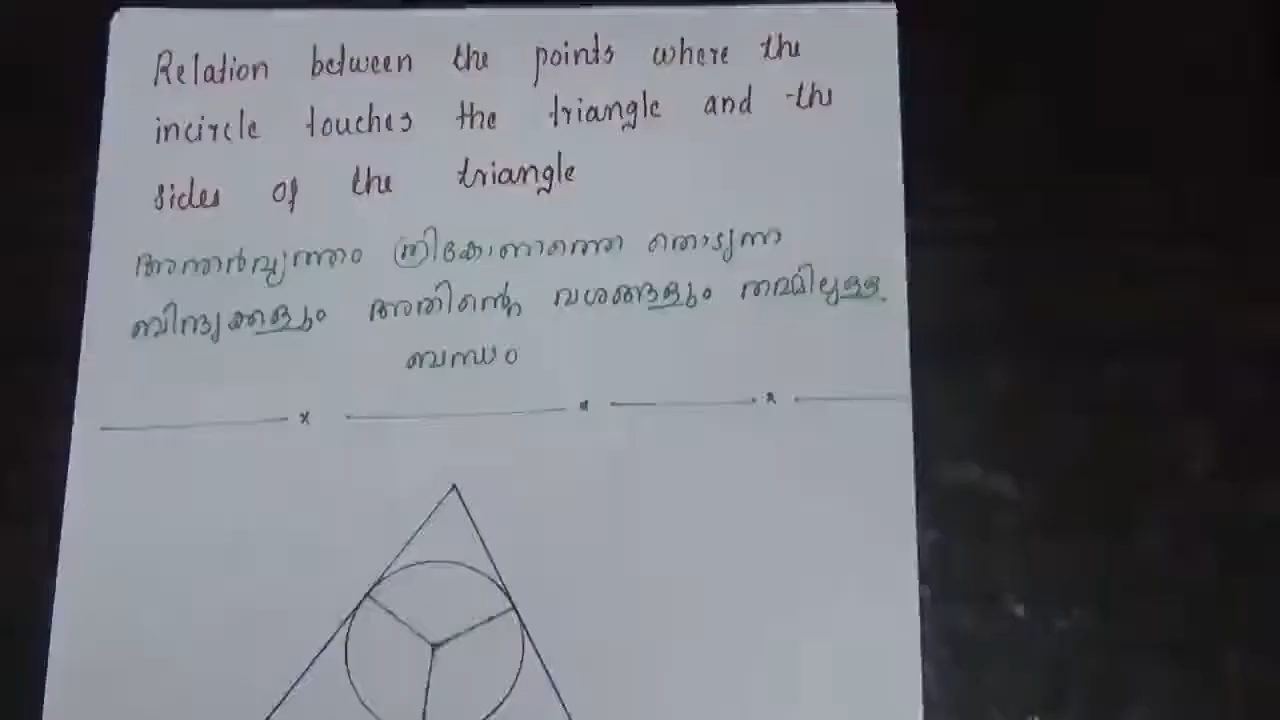 Relation between the points where the
incircle touches the triangle and the
sides of the triangle
അന്തർവൃത്തം ത്രികോണത്തെ തൊടുന്ന
ബിന്ദുക്കളും അതിന്റെ വശങ്ങളും തമ്മിലുള്ള
ബന്ധം